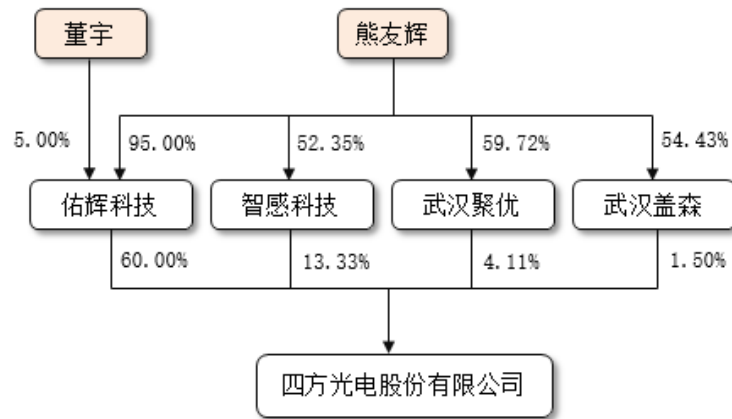 董宇
熊友辉
5.00%
95.00%
52.35%
59.72%
54.43%
佑辉科技
智感科技
武汉聚优
武汉盖森
60.00%
13.33%
4.11%
1.50%
四方光电股份有限公司